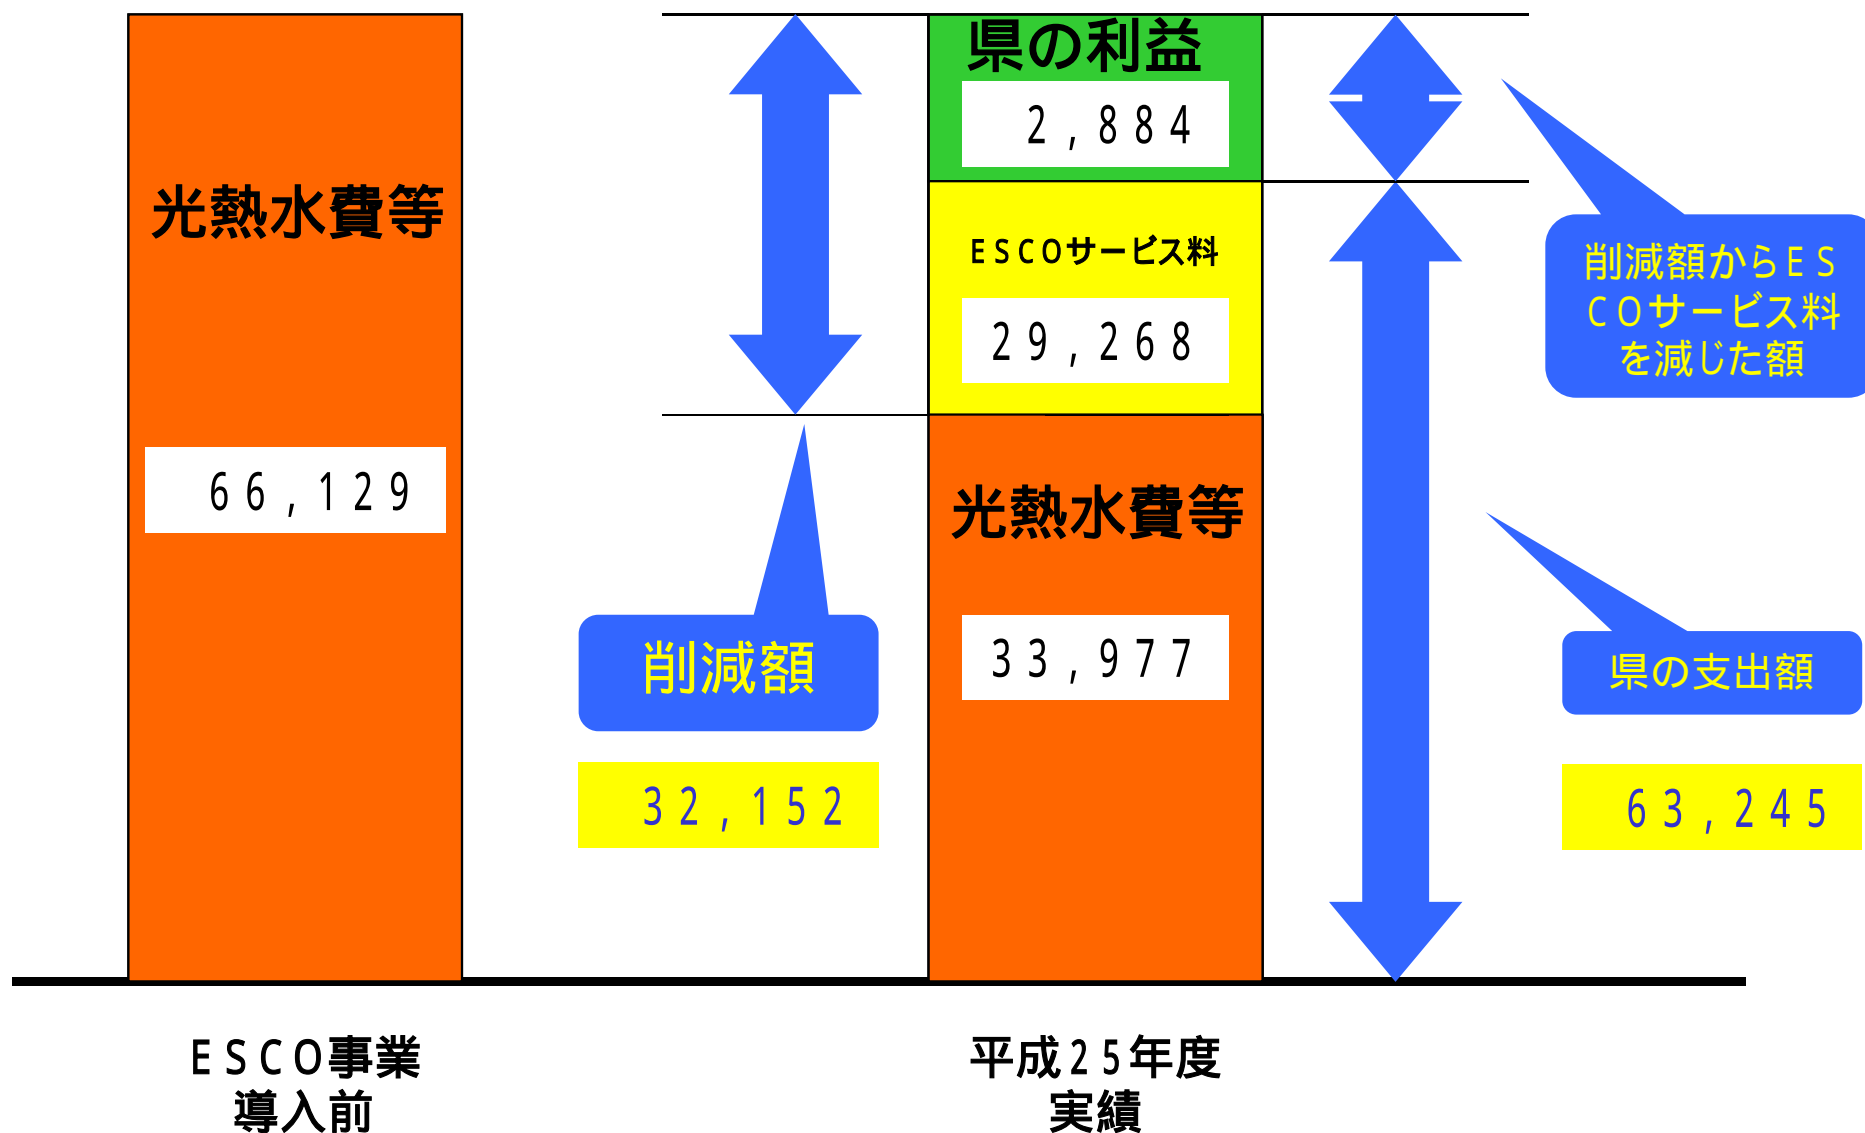 光熱水費等
６６，１２９
ＥＳＣＯ事業
導入前
削減額
３２，１５２
県の利益
２，８８４
ＥＳＣＯサービス料
２９，２６８
光熱水費等
３３，９７７
平成２５年度
実績
削減額からＥＳ
ＣＯサービス料
を減じた額
県の支出額
６３，２４５